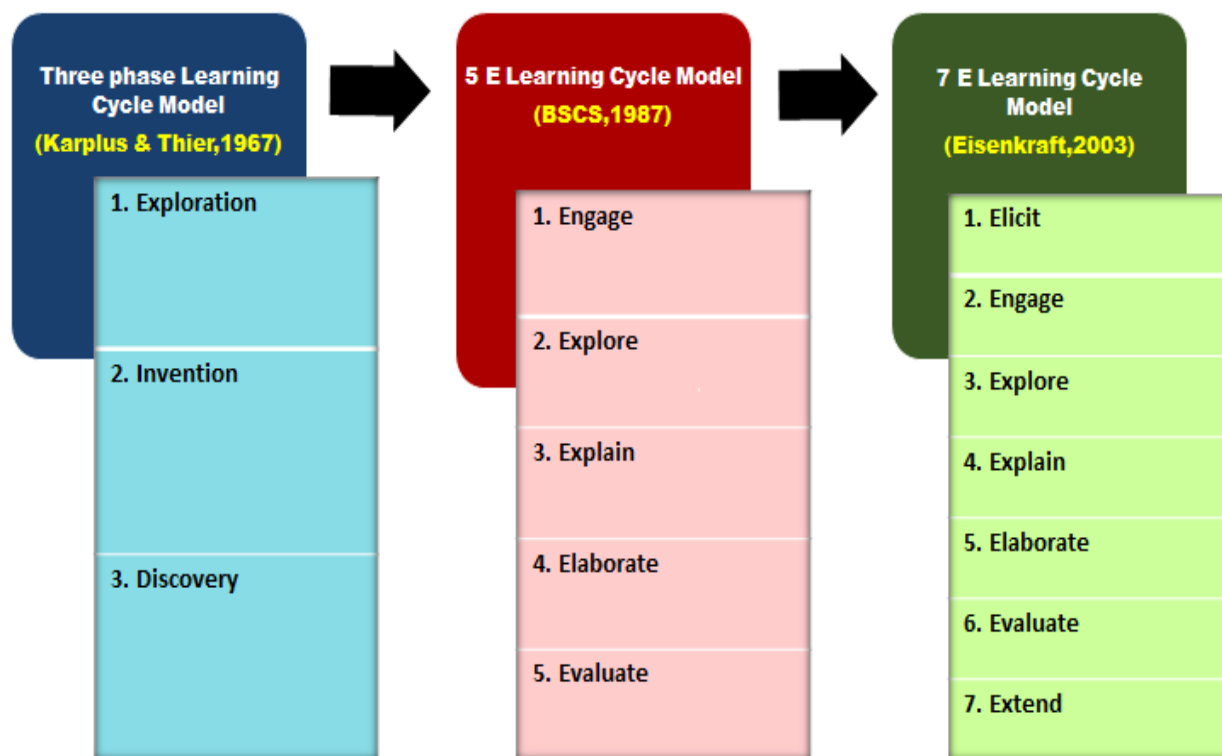 Three phase Learning
Cycle Model
(Karplus & Thier,1967)
1. Exploration
2. Invention
3. Discovery
5 E Learning Cycle Model
(BSCS,1987)
1. Engage
2. Explore
3. Explain
4. Elaborate
5. Evaluate
7 E Learning Cycle
Model
(Eisenkraft,2003)
1. Elicit
2. Engage
3. Explore
4. Explain
5. Elaborate
6. Evaluate
7. Extend